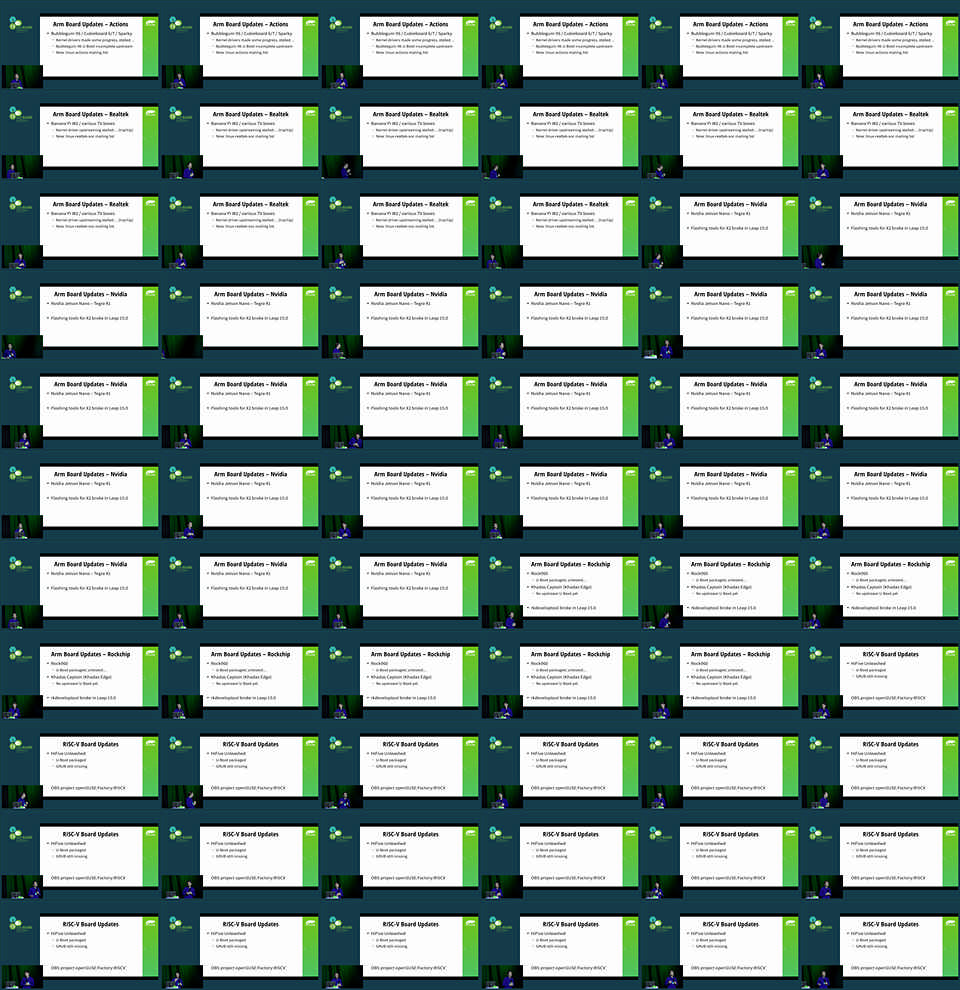 Arm Board Updates – Actions
Bubblegum-96 / Cubieboard 6/7 / Sparky
Kernel drivers made some progress, stalled...
Bubblegum-96 U-Boot incomplete upstream
New linux-actions mailing list
Arm Board Updates – Realtek
Banana Pi W2 / various TV boxes
Kernel driver upstreaming stalled...
New linux-realtek-soc mailing list
Arm Board Updates – Nvidia
Nvidia Jetson Nano – Tegra X1
Flashing tools for X2 broke in Leap 15.0
Arm Board Updates – Rockchip
Rock960
U-Boot packaged, untested...
Khadas Captain (Khadas Edge)
No upstream U-Boot yet
rkdeveloptool broke in Leap 15.0
RISC-V Board Updates
HiFive Unleashed
U-Boot packaged
GRUB still missing
OBS project openSUSE:Factory:RISCV